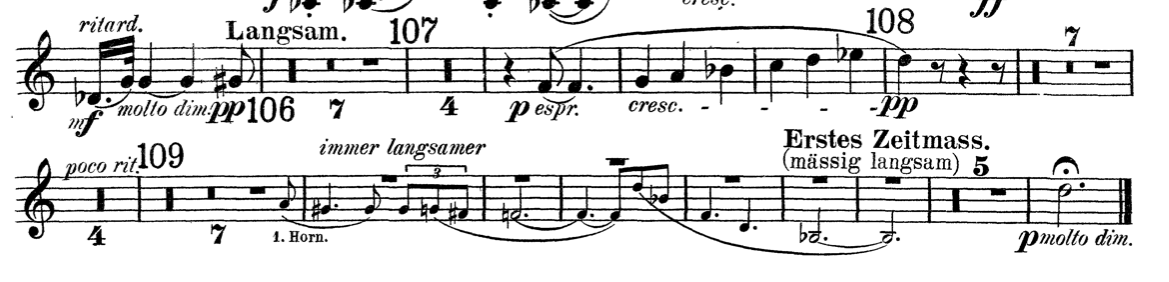 cresc.
ff
ritard. Langsam. 107 108
7
mf molto dim. pp 106 7 4 p espr. cresc. - - - - - pp
Erstes Zeitmass.
poco rit. 109 immer langsamer (mässig langsam) 5
3
4 7 1. Horn. p molto dim.